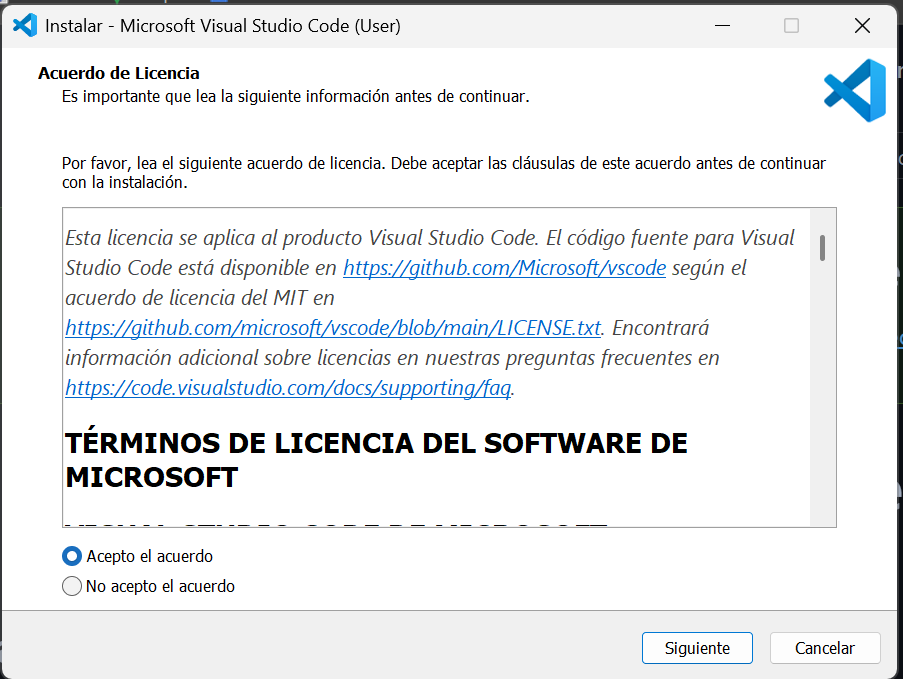 Instalar - Microsoft Visual Studio Code (User)
Acuerdo de Licencia
Es importante que lea la siguiente información antes de continuar.
Por favor, lea el siguiente acuerdo de licencia. Debe aceptar las cláusulas de este acuerdo antes de continuar
con la instalación.
Esta licencia se aplica al producto Visual Studio Code. El código fuente para Visual
Studio Code está disponible en https://github.com/Microsoft/vscode según el
acuerdo de licencia del MIT en
https://github.com/microsoft/vscode/blob/main/LICENSE.txt. Encontrará
información adicional sobre licencias en nuestras preguntas frecuentes en
https://code.visualstudio.com/docs/supporting/faq.
TÉRMINOS DE LICENCIA DEL SOFTWARE DE
MICROSOFT
Acepto el acuerdo
No acepto el acuerdo
Siguiente
Cancelar